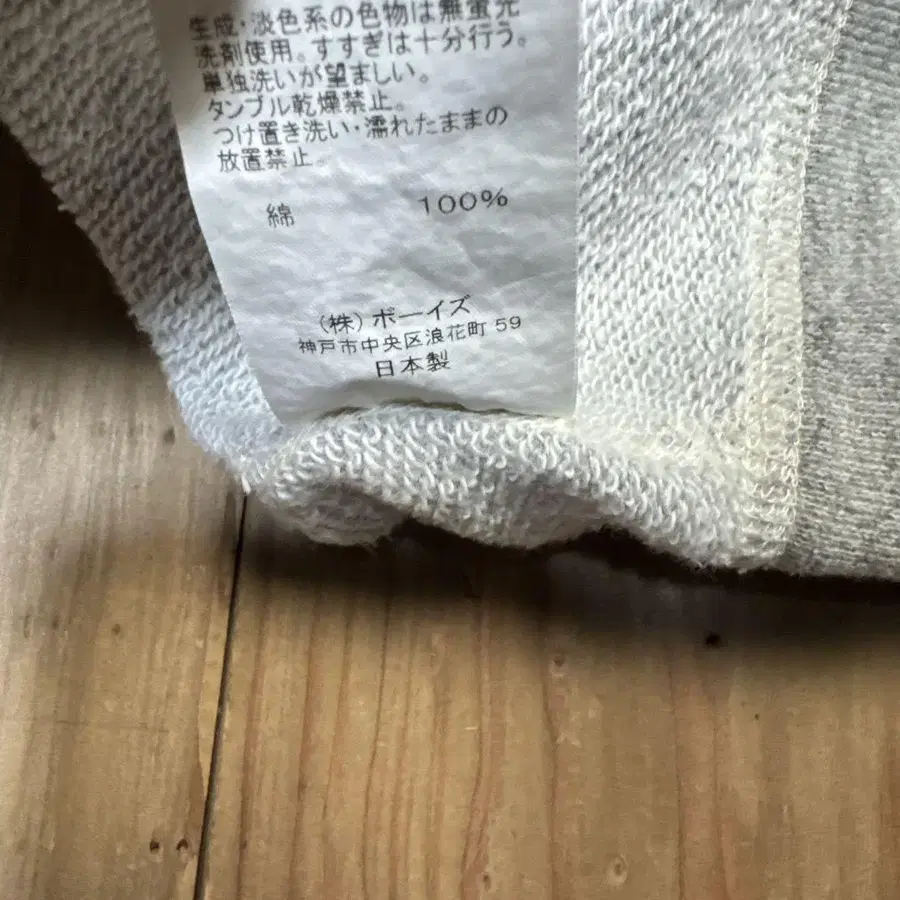 生成・淡色系の色物は無蛍光
洗剤使用。すすぎは十分行う。
単独洗いが望ましい。
タンブル乾燥禁止。
つけ置き洗い・濡れたままの
放置禁止。
綿 100%
(株)ボーイズ
神戸市中央区浪花町59
日本製